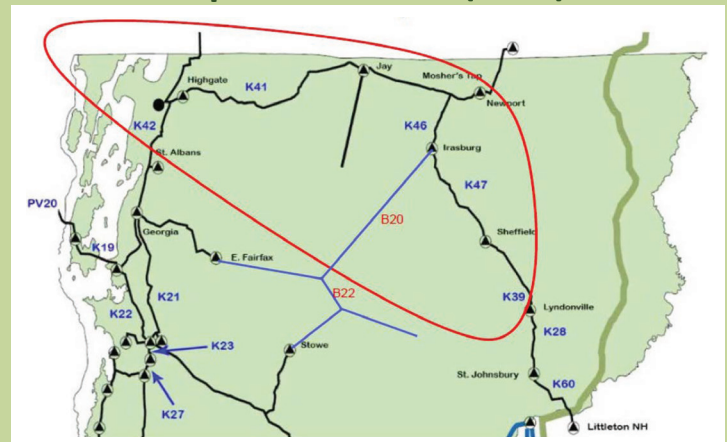 Jay
Mosher's Tap
Highgate
K41
Newport
K42
K46
Irasburg
St. Albans
K47
PV20
B20
Georgia
Sheffield
K19
E. Fairfax
B22
K39
Lyndonville
K22
K21
K28
K23
Stowe
St. Johnsbury
K60
K27
Littleton NH